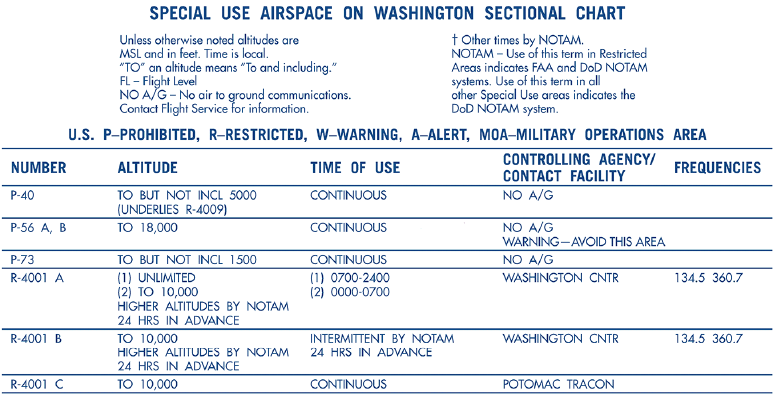 SPECIAL USE AIRSPACE ON WASHINGTON SECTIONAL CHART
Unless otherwise noted altitudes are
MSL and in feet. Time is local.
"TO" an altitude means "To and including."
FL – Flight Level
NO A/G – No air to ground communications.
Contact Flight Service for information.
† Other times by NOTAM.
NOTAM – Use of this term in Restricted
Areas indicates FAA and DoD NOTAM
systems. Use of this term in all
other Special Use areas indicates the
DoD NOTAM system.
U.S. P–PROHIBITED, R–RESTRICTED, W–WARNING, A–ALERT, MOA–MILITARY OPERATIONS AREA
NUMBER ALTITUDE TIME OF USE CONTROLLING AGENCY/ CONTACT FACILITY FREQUENCIES
P-40 TO BUT NOT INCL 5000 CONTINUOUS NO A/G
(UNDERLIES R-4009)
P-56 A, B TO 18,000 CONTINUOUS NO A/G
WARNING—AVOID THIS AREA
P-73 TO BUT NOT INCL 1500 CONTINUOUS NO A/G
R-4001 A (1) UNLIMITED (1) 0700-2400 WASHINGTON CNTR 134.5 360.7
(2) TO 10,000 (2) 0000-0700
HIGHER ALTITUDES BY NOTAM
24 HRS IN ADVANCE
R-4001 B TO 10,000 INTERMITTENT BY NOTAM WASHINGTON CNTR 134.5 360.7
HIGHER ALTITUDES BY NOTAM 24 HRS IN ADVANCE
24 HRS IN ADVANCE
R-4001 C TO 10,000 CONTINUOUS POTOMAC TRACON